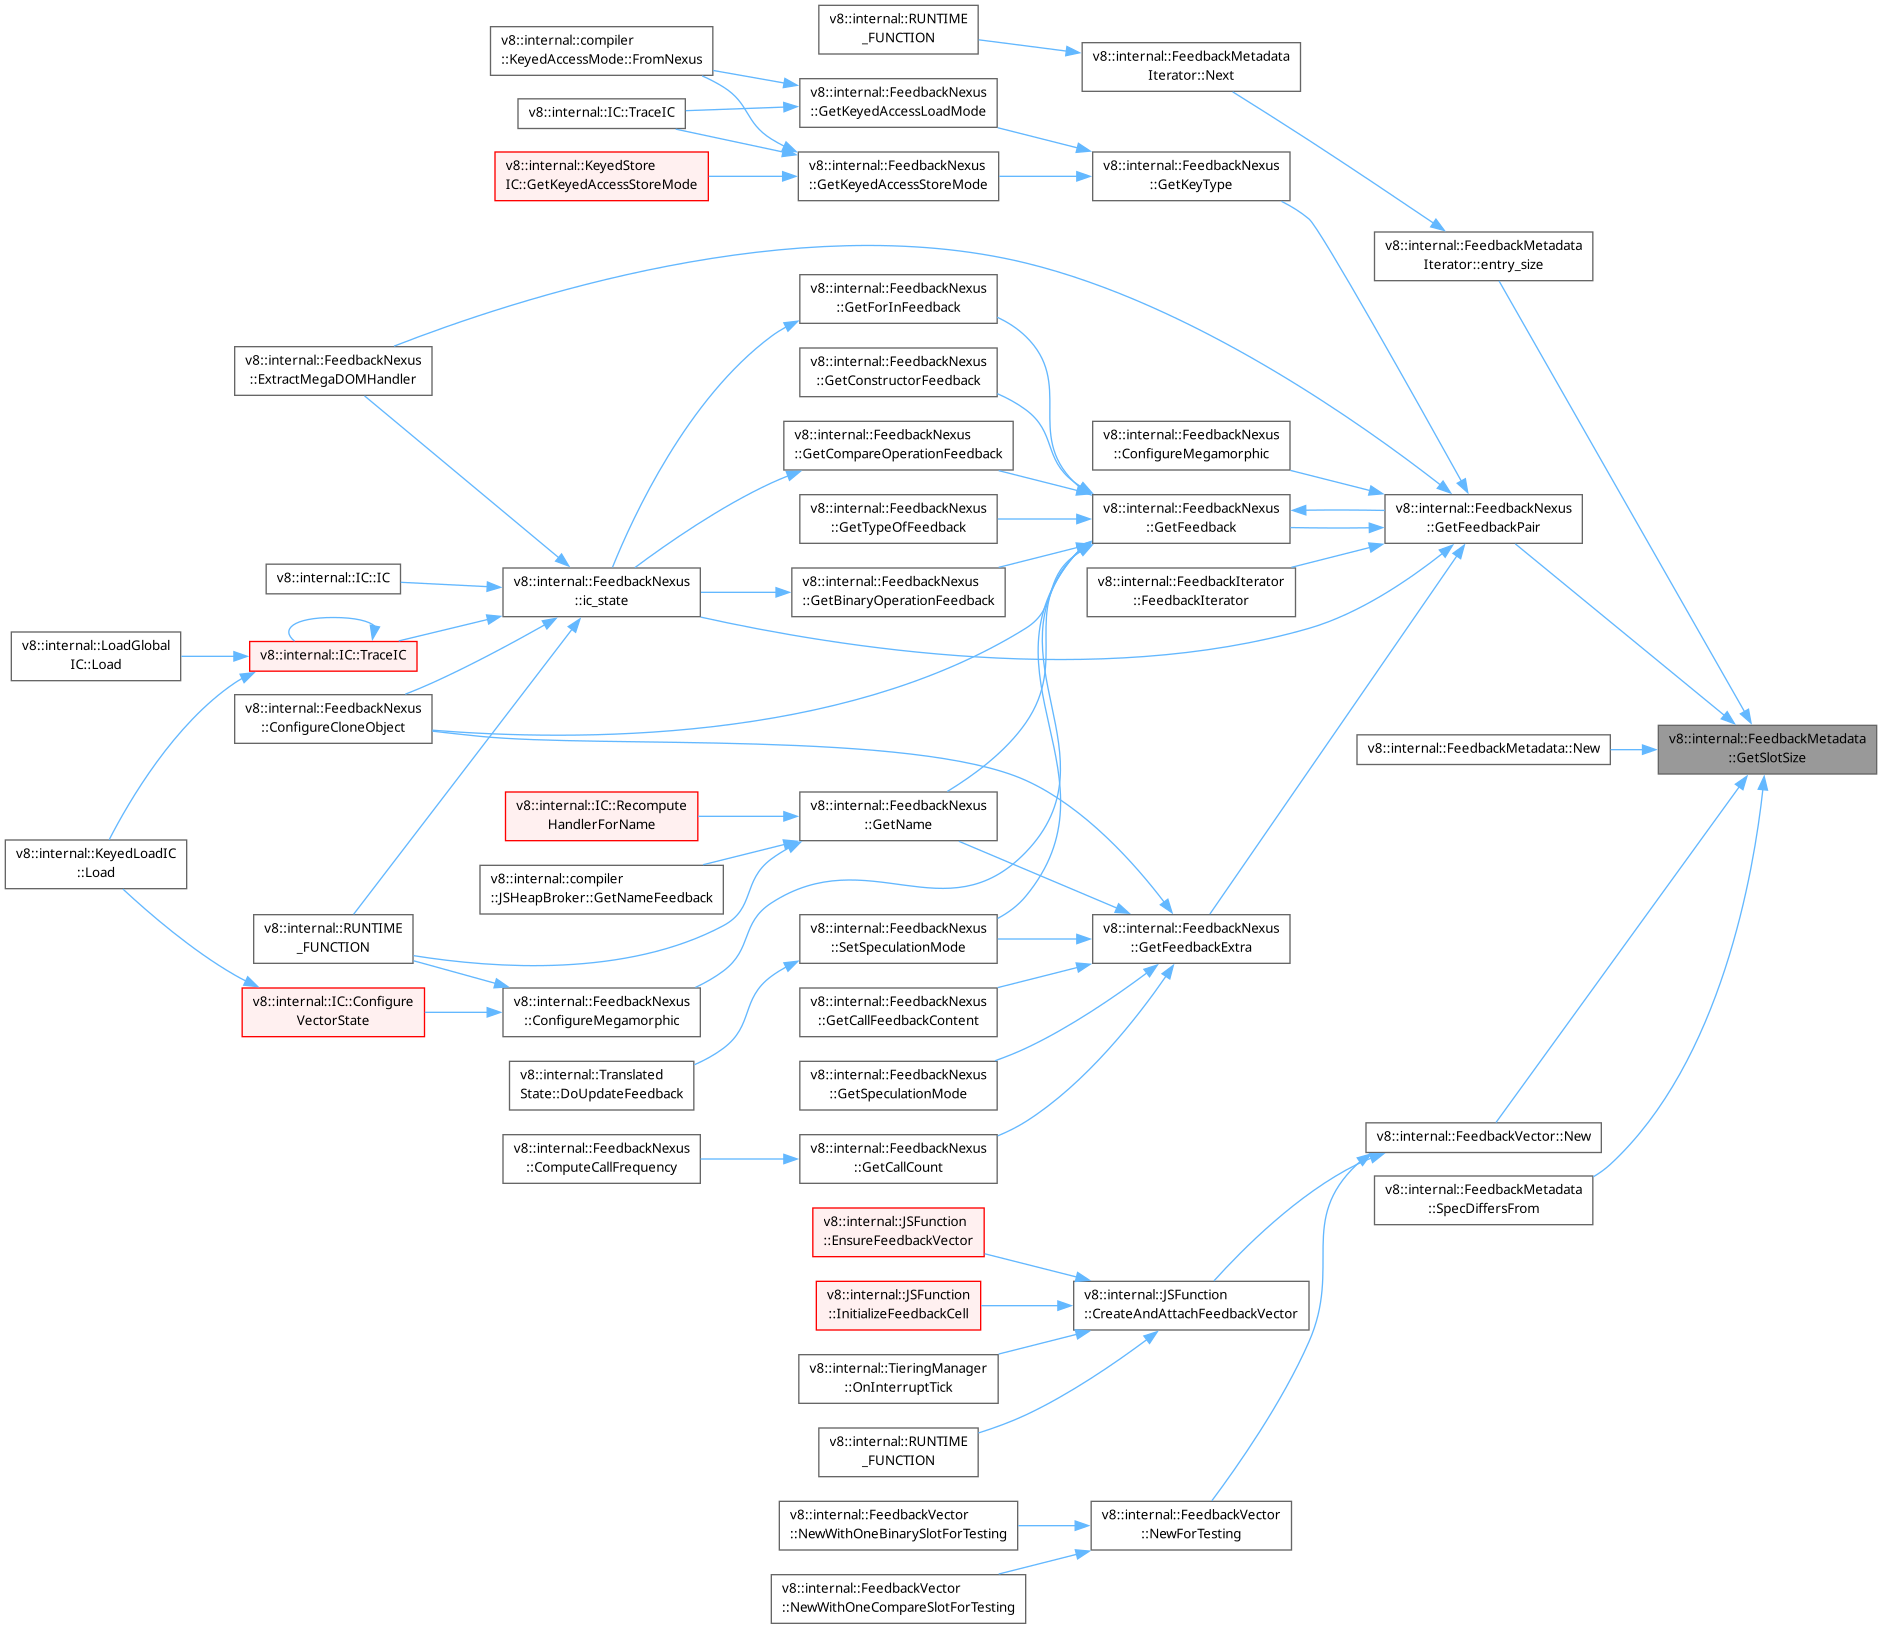 v8::internal::RUNTIME
_FUNCTION
v8::internal::compiler
::KeyedAccessMode::FromNexus
v8::internal::FeedbackMetadata
Iterator::Next
v8::internal::FeedbackNexus
::GetKeyedAccessLoadMode
v8::internal::IC::TraceIC
v8::internal::KeyedStore
IC::GetKeyedAccessStoreMode
v8::internal::FeedbackNexus
::GetKeyedAccessStoreMode
v8::internal::FeedbackNexus
::GetKeyType
v8::internal::FeedbackMetadata
Iterator::entry_size
v8::internal::FeedbackNexus
::GetForInFeedback
v8::internal::FeedbackNexus
::ExtractMegaDOMHandler
v8::internal::FeedbackNexus
::GetConstructorFeedback
v8::internal::FeedbackNexus
::GetCompareOperationFeedback
v8::internal::FeedbackNexus
::ConfigureMegamorphic
v8::internal::FeedbackNexus
::GetTypeOfFeedback
v8::internal::FeedbackNexus
::GetFeedback
v8::internal::FeedbackNexus
::GetFeedbackPair
v8::internal::IC::IC
v8::internal::FeedbackNexus
::ic_state
v8::internal::FeedbackNexus
::GetBinaryOperationFeedback
v8::internal::FeedbackIterator
::FeedbackIterator
v8::internal::LoadGlobal
IC::Load
v8::internal::IC::TraceIC
v8::internal::FeedbackNexus
::ConfigureCloneObject
v8::internal::FeedbackMetadata::New
v8::internal::FeedbackMetadata
::GetSlotSize
v8::internal::IC::Recompute
HandlerForName
v8::internal::FeedbackNexus
::GetName
v8::internal::KeyedLoadIC
::Load
v8::internal::compiler
::JSHeapBroker::GetNameFeedback
v8::internal::RUNTIME
_FUNCTION
v8::internal::FeedbackNexus
::SetSpeculationMode
v8::internal::FeedbackNexus
::GetFeedbackExtra
v8::internal::IC::Configure
VectorState
v8::internal::FeedbackNexus
::ConfigureMegamorphic
v8::internal::FeedbackNexus
::GetCallFeedbackContent
v8::internal::Translated
State::DoUpdateFeedback
v8::internal::FeedbackNexus
::GetSpeculationMode
v8::internal::FeedbackNexus
::ComputeCallFrequency
v8::internal::FeedbackNexus
::GetCallCount
v8::internal::FeedbackVector::New
v8::internal::FeedbackMetadata
::SpecDiffersFrom
v8::internal::JSFunction
::EnsureFeedbackVector
v8::internal::JSFunction
::InitializeFeedbackCell
v8::internal::JSFunction
::CreateAndAttachFeedbackVector
v8::internal::TieringManager
::OnInterruptTick
v8::internal::RUNTIME
_FUNCTION
v8::internal::FeedbackVector
::NewWithOneBinarySlotForTesting
v8::internal::FeedbackVector
::NewForTesting
v8::internal::FeedbackVector
::NewWithOneCompareSlotForTesting